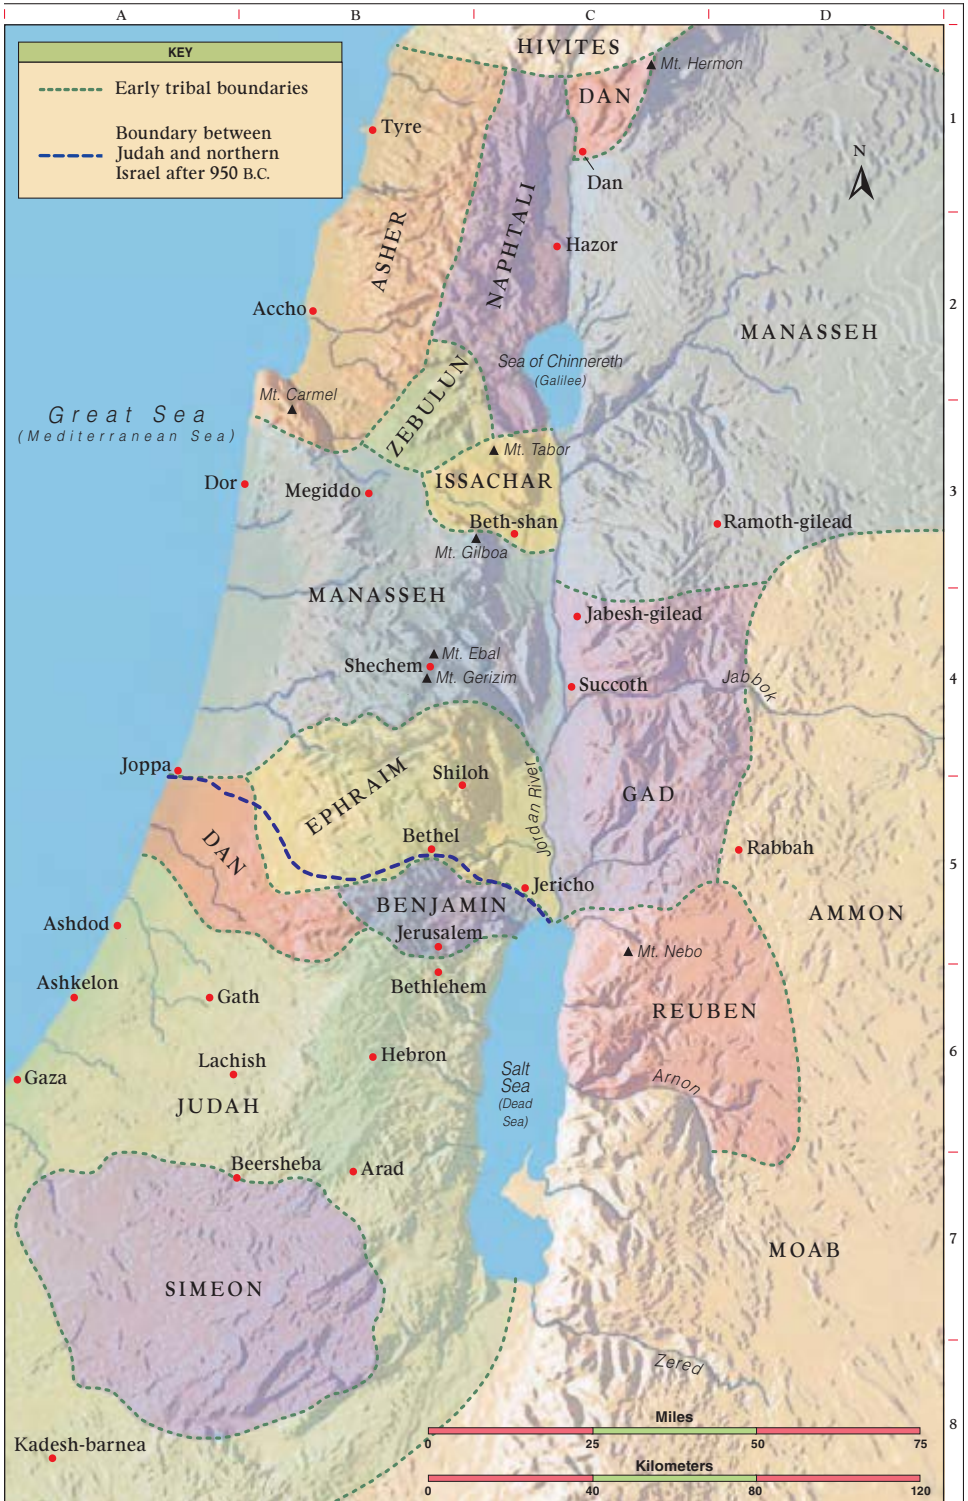 A B C D
KEY
Early tribal boundaries
Boundary between
Judah and northern
Israel after 950 B.C.
HIVITES
Mt. Hermon
DAN
1
Tyre
N
Dan
NAPHTALI
ASHER
Hazor
Accho
2
MANASSEH
Sea of Chinnereth
(Galilee)
ZEBULUN
Mt. Carmel
Great Sea
(Mediterranean Sea)
Mt. Tabor
ISSACHAR
Dor
Megiddo
3
Beth-shan
Ramoth-gilead
Mt. Gilboa
MANASSEH
Jabesh-gilead
Mt. Ebal
Shechem
Mt. Gerizim
Succoth
Jabbok
4
Joppa
EPHRAIM
Shiloh
Jordan River
GAD
DAN
Bethel
Rabbah
5
Jericho
BENJAMIN
AMMON
Ashdod
Jerusalem
Mt. Nebo
Ashkelon
Bethlehem
Gath
REUBEN
Lachish
Hebron
6
Salt
Sea
(Dead
Sea)
Gaza
Arnon
JUDAH
Beersheba
Arad
7
MOAB
SIMEON
Zered
Miles
0 25 50 75
8
Kadesh-barnea
Kilometers
0 40 80 120